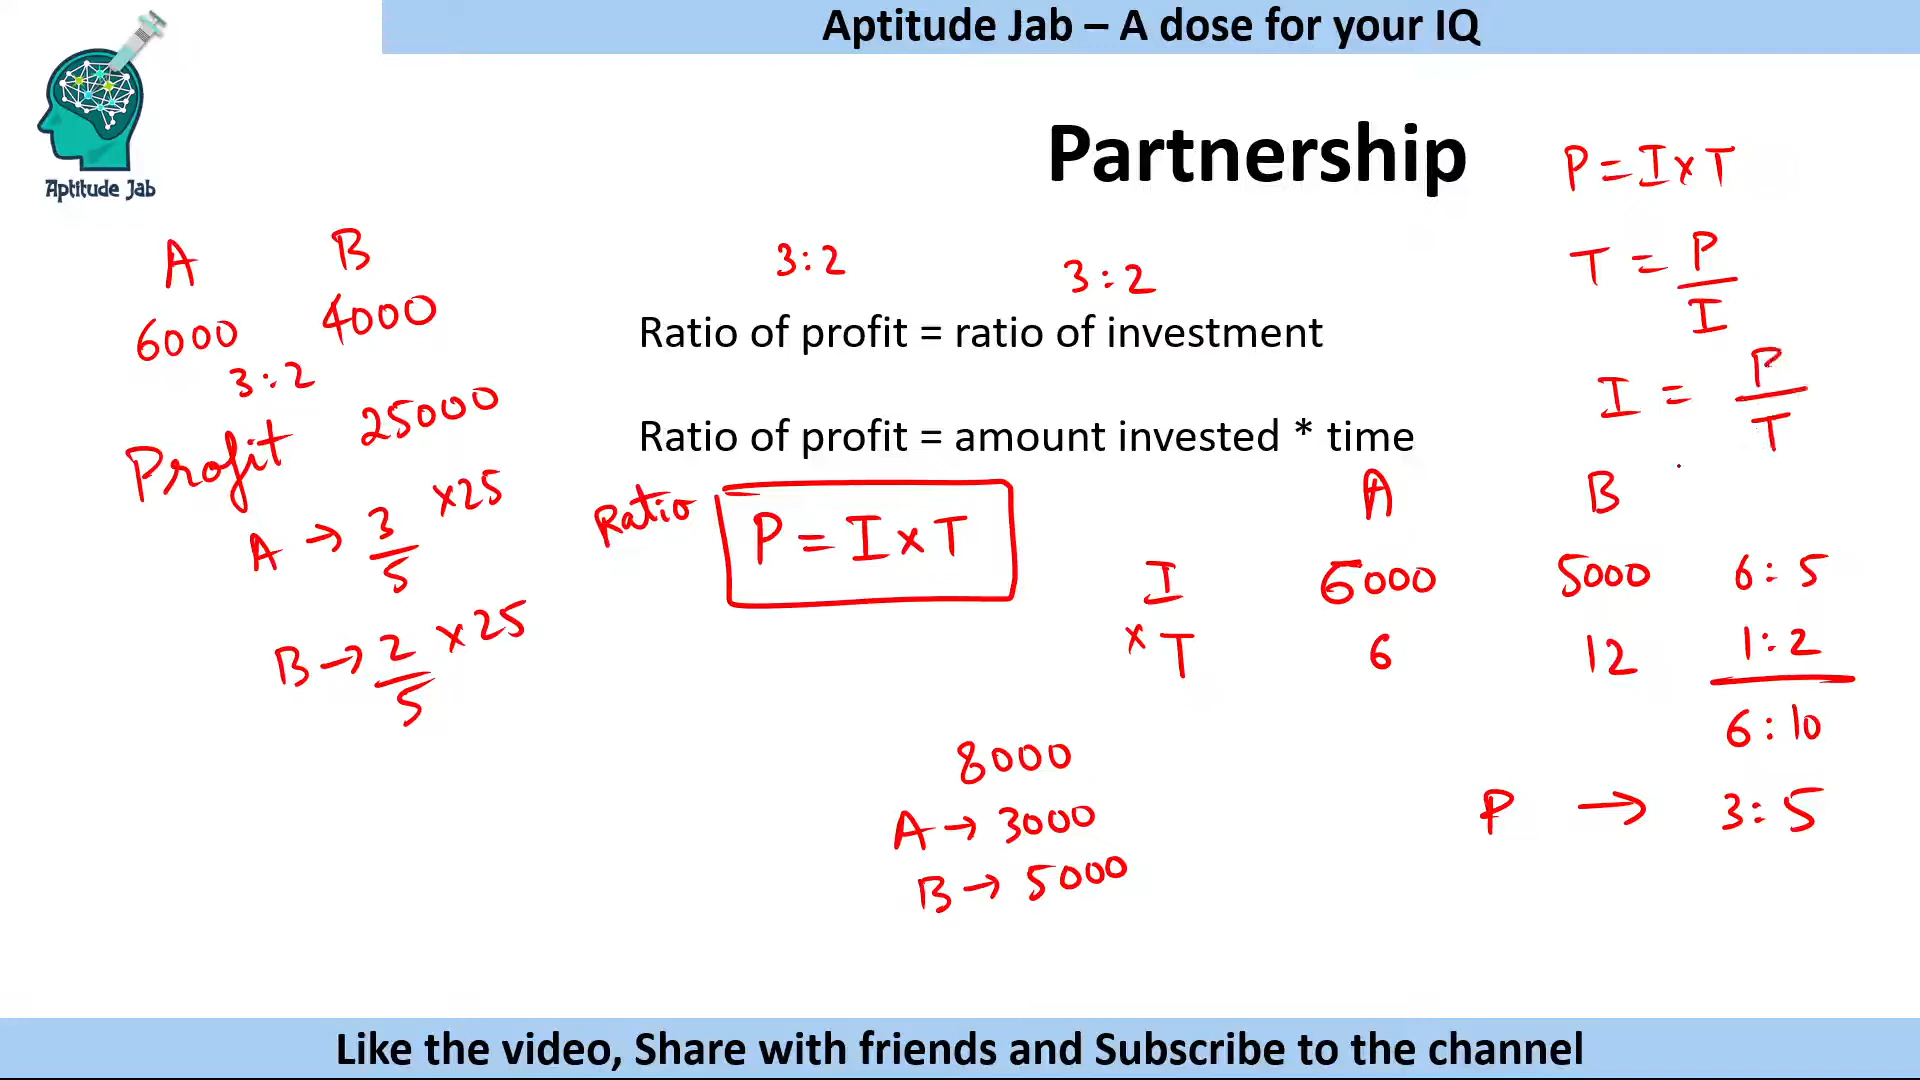 Aptitude Jab – A dose for your IQ
Aptitude Jab
Partnership
P = I x T
T = P / I
I = P / T
A B
6000 4000
3:2
Profit 25000
A → 3/5 x25
B → 2/5 x25
3:2 3:2
Ratio of profit = ratio of investment
Ratio of profit = amount invested * time
Ratio P = I x T
A B
I 6000 5000 6:5
x T 6 12 1:2
6:10
P → 3:5
8000
A → 3000
B → 5000
Like the video, Share with friends and Subscribe to the channel